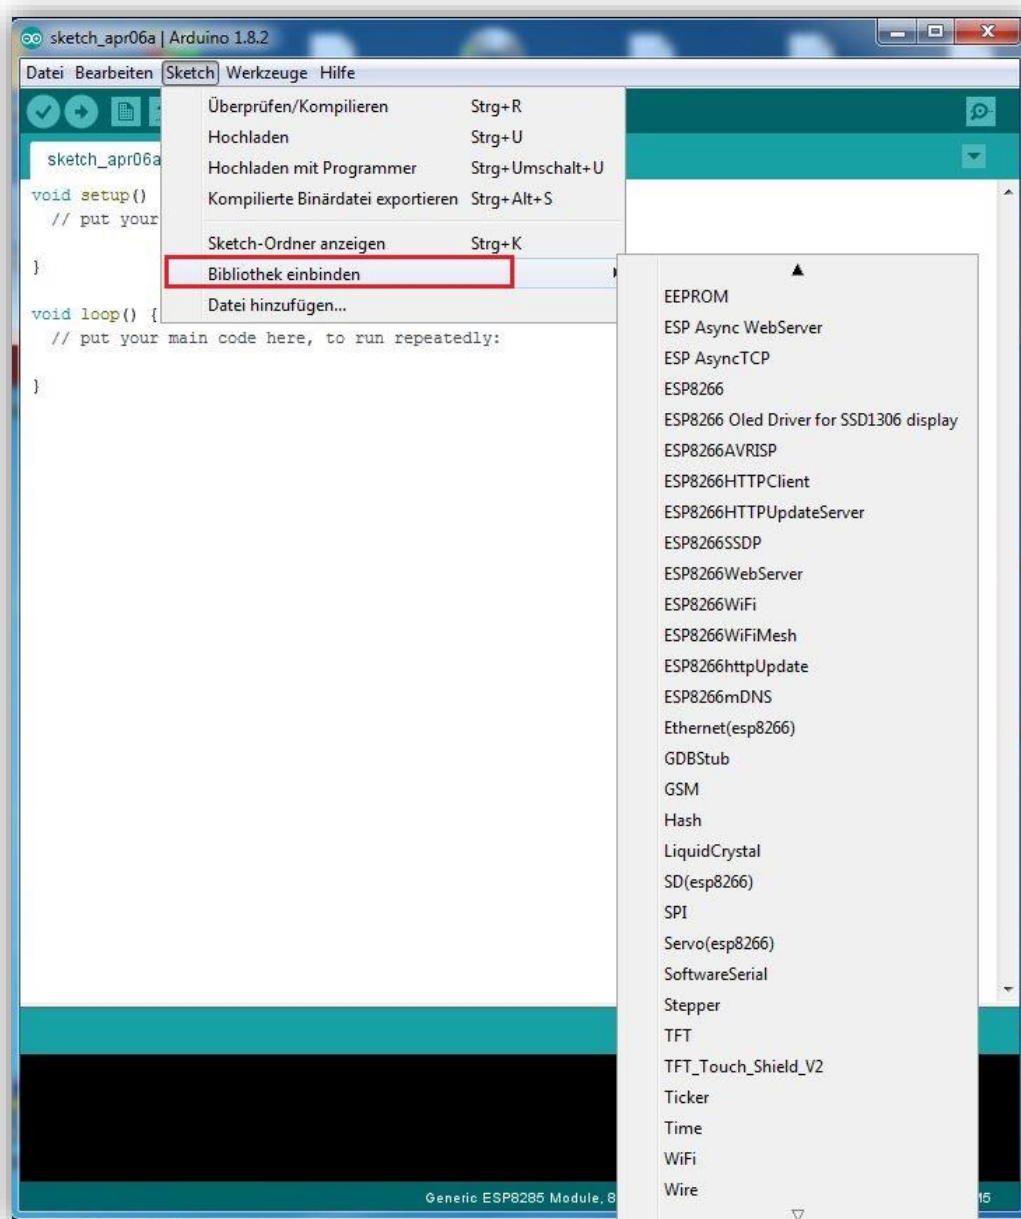 sketch_apr06a | Arduino 1.8.2
Datei Bearbeiten Sketch Werkzeuge Hilfe
sketch_apr06a
void setup()
// put your
}
void loop() {
// put your main code here, to run repeatedly:
}
Überprüfen/Kompilieren Strg+R
Hochladen Strg+U
Hochladen mit Programmer Strg+Umschalt+U
Kompilierte Binärdatei exportieren Strg+Alt+S
Sketch-Ordner anzeigen Strg+K
Bibliothek einbinden
Datei hinzufügen...
EEPROM
ESP Async WebServer
ESP AsyncTCP
ESP8266
ESP8266 Oled Driver for SSD1306 display
ESP8266AVRISP
ESP8266HTTPClient
ESP8266HTTPUpdateServer
ESP8266SSDP
ESP8266WebServer
ESP8266WiFi
ESP8266WiFiMesh
ESP8266httpUpdate
ESP8266mDNS
Ethernet(esp8266)
GDBStub
GSM
Hash
LiquidCrystal
SD(esp8266)
SPI
Servo(esp8266)
SoftwareSerial
Stepper
TFT
TFT_Touch_Shield_V2
Ticker
Time
WiFi
Wire
Generic ESP8285 Module, 8